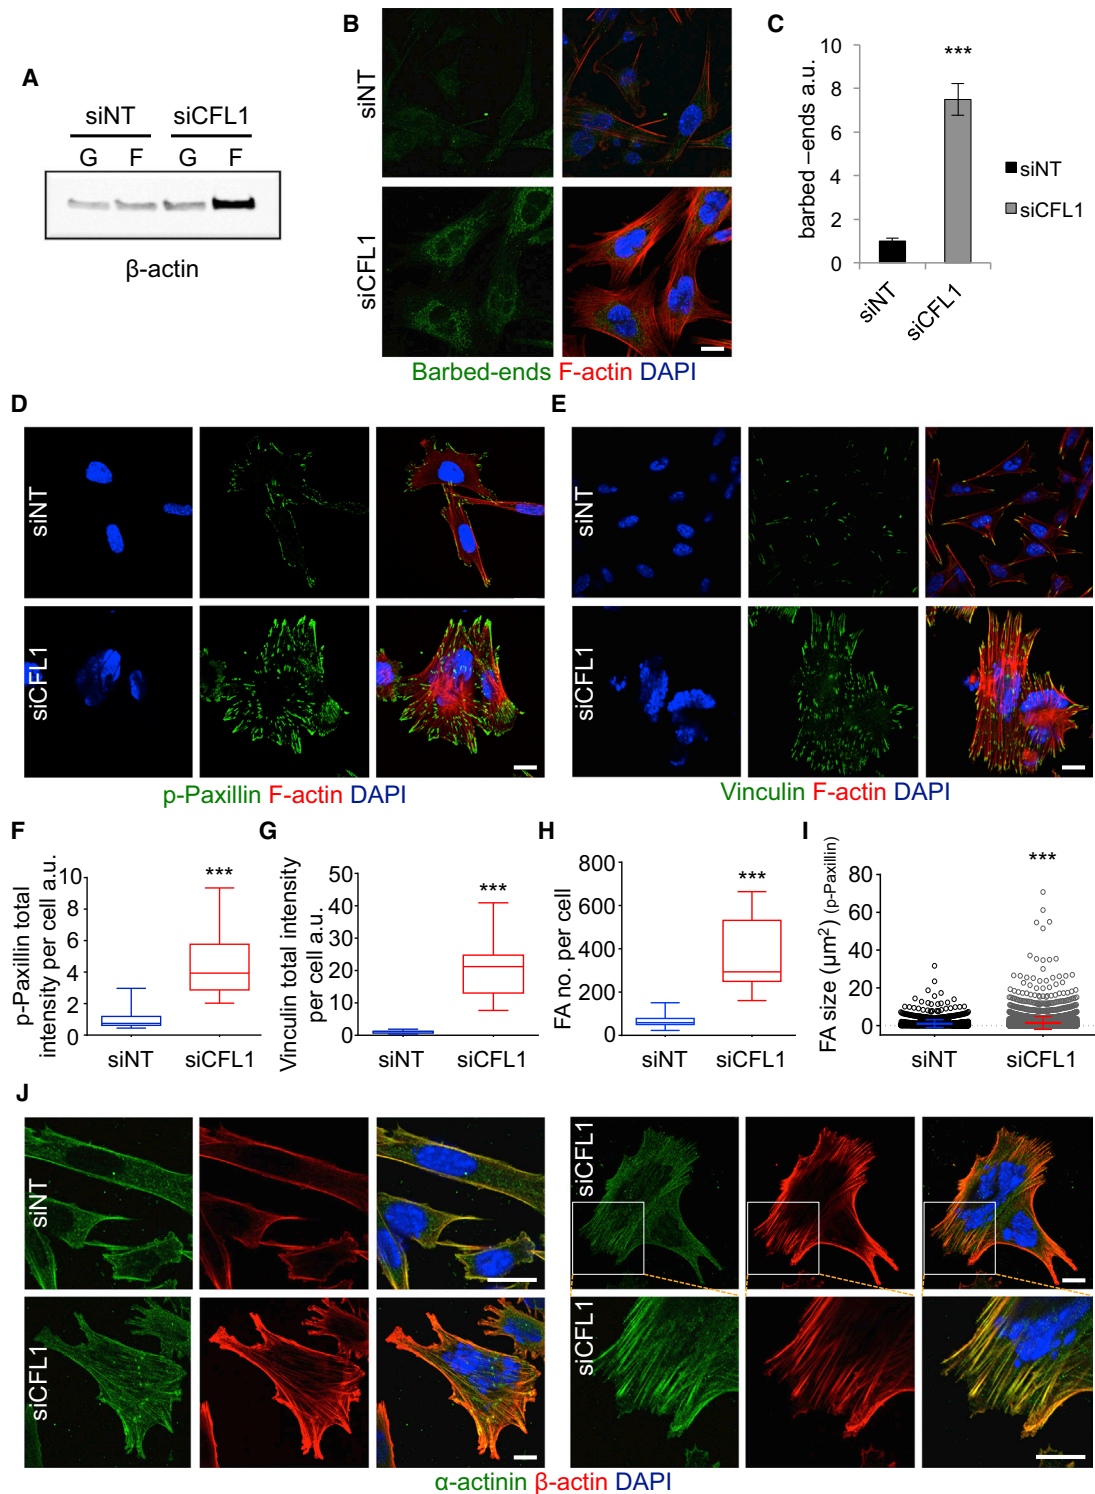 A
siNT siCFL1
G F G F
β-actin
B
siNT
siCFL1
Barbed-ends F-actin DAPI
C
barbed –ends a.u.
10
8
6
4
2
0
***
siNT
siCFL1
siNT
siCFL1
D
siNT
siCFL1
p-Paxillin F-actin DAPI
E
siNT
siCFL1
Vinculin F-actin DAPI
F
p-Paxillin total
intensity per cell a.u.
10
8
6
4
2
0
***
siNT siCFL1
G
Vinculin total intensity
per cell a.u.
50
40
30
20
10
0
***
siNT siCFL1
H
FA no. per cell
800
600
400
200
0
***
siNT siCFL1
I
FA size (µm²) (p-Paxillin)
80
60
40
20
0
***
siNT siCFL1
J
siNT
siCFL1
siCFL1
siCFL1
α-actinin β-actin DAPI